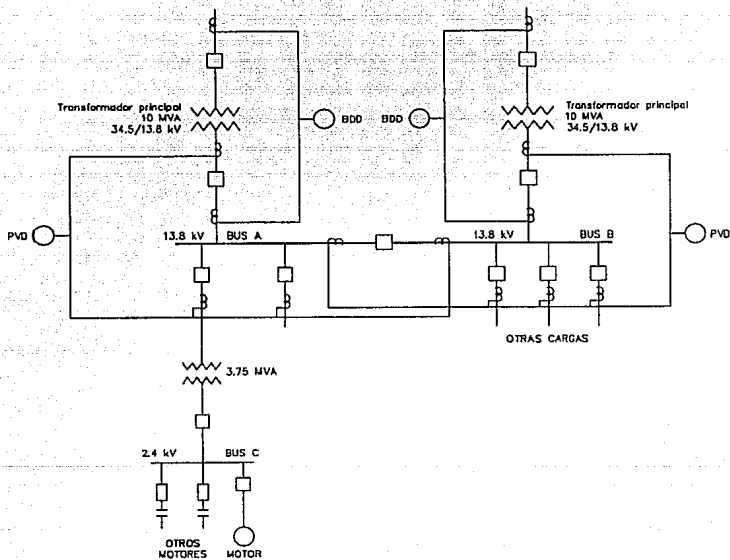 Transformador principal
10 MVA
34.5/13.8 kV
BDD
BDD
Transformador principal
10 MVA
34.5/13.8 kV
PVD
13.8 kV
BUS A
13.8 kV
BUS B
PVD
OTRAS CARGAS
3.75 MVA
2.4 kV
BUS C
OTROS
MOTORES
MOTOR